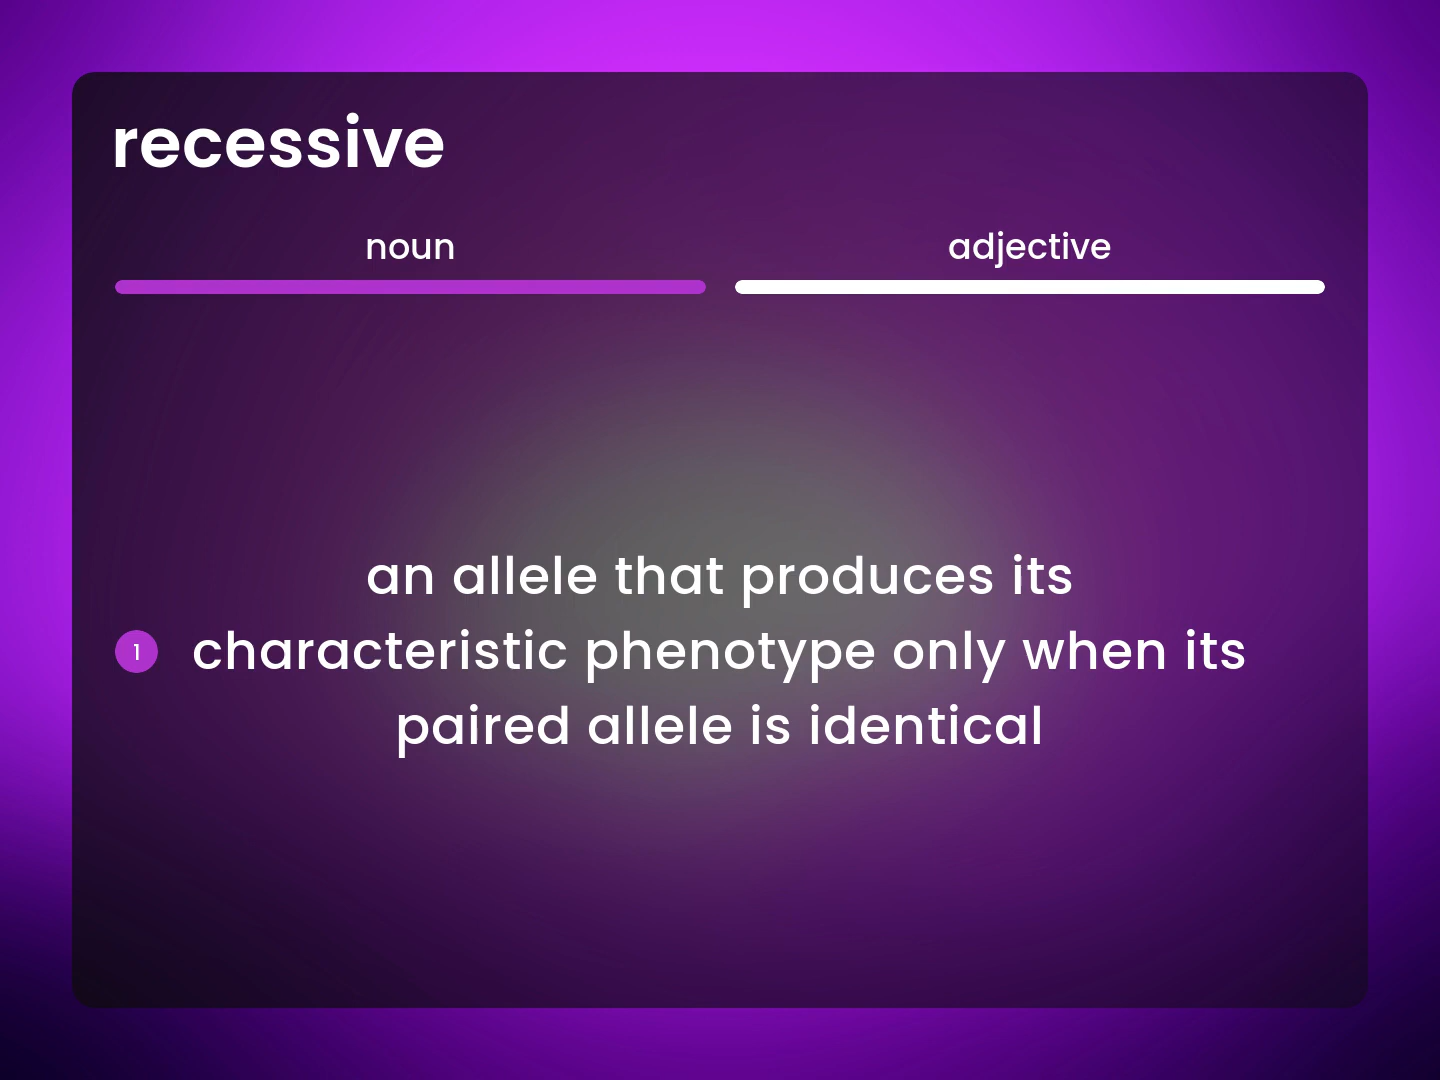 recessive
noun
adjective
an allele that produces its
1 characteristic phenotype only when its
paired allele is identical